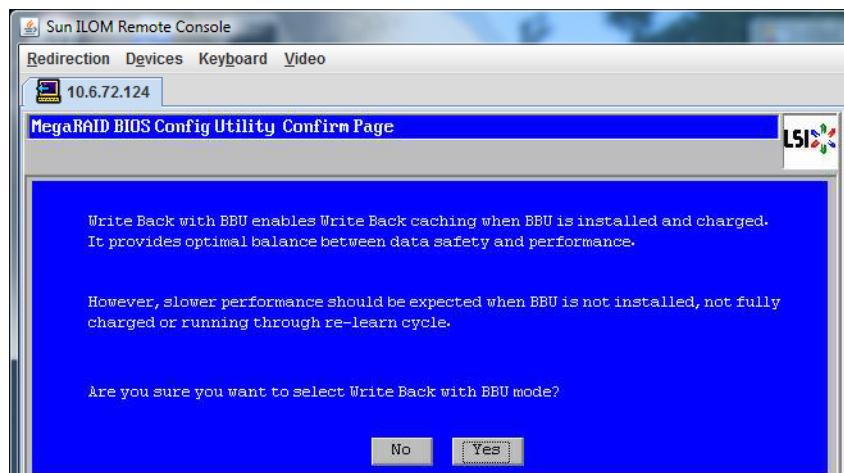 Sun ILOM Remote Console
Redirection Devices Keyboard Video
10.6.72.124
MegaRAID BIOS Config Utility Confirm Page
LSI
Write Back with BBU enables Write Back caching when BBU is installed and charged.
It provides optimal balance between data safety and performance.
However, slower performance should be expected when BBU is not installed, not fully
charged or running through re-learn cycle.
Are you sure you want to select Write Back with BBU mode?
No Yes